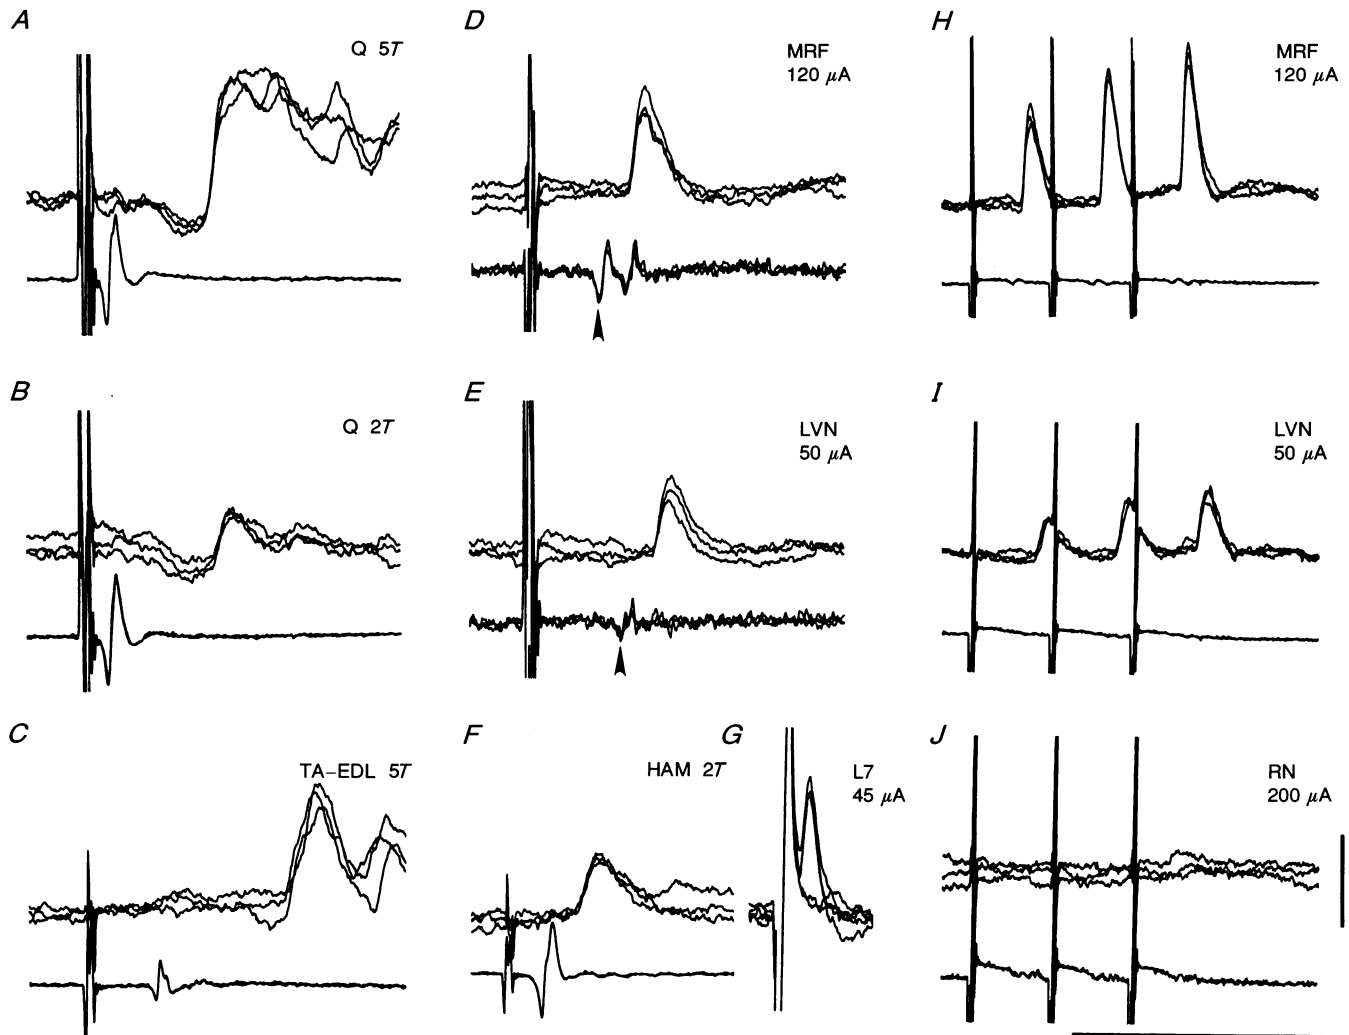 A
Q 5T
D
MRF
120 µA
H
MRF
120 µA
B
Q 2T
E
LVN
50 µA
I
LVN
50 µA
C
TA–EDL 5T
F
HAM 2T
G
L7
45 µA
J
RN
200 µA